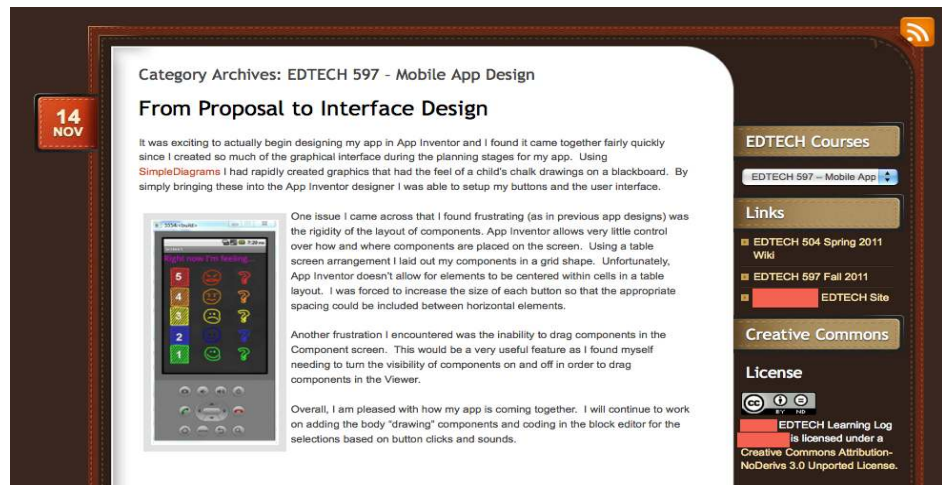 Category Archives: EDTECH 597 – Mobile App Design
14
NOV
From Proposal to Interface Design
It was exciting to actually begin designing my app in App Inventor and I found it came together fairly quickly
since I created so much of the graphical interface during the planning stages for my app. Using
SimpleDiagrams I had rapidly created graphics that had the feel of a child's chalk drawings on a blackboard. By
simply bringing these into the App Inventor designer I was able to setup my buttons and the user interface.
5554:<build>
7:20 PM
Right now I'm feeling...
5 ?
4 ?
3 ?
2 ?
1 ?
One issue I came across that I found frustrating (as in previous app designs) was
the rigidity of the layout of components. App Inventor allows very little control
over how and where components are placed on the screen. Using a table
screen arrangement I laid out my components in a grid shape. Unfortunately,
App Inventor doesn't allow for elements to be centered within cells in a table
layout. I was forced to increase the size of each button so that the appropriate
spacing could be included between horizontal elements.
Another frustration I encountered was the inability to drag components in the
Component screen. This would be a very useful feature as I found myself
needing to turn the visibility of components on and off in order to drag
components in the Viewer.
Overall, I am pleased with how my app is coming together. I will continue to work
on adding the body "drawing" components and coding in the block editor for the
selections based on button clicks and sounds.
EDTECH Courses
EDTECH 597 – Mobile App
Links
EDTECH 504 Spring 2011
Wiki
EDTECH 597 Fall 2011
EDTECH Site
Creative Commons
License
cc BY ND
EDTECH Learning Log
is licensed under a
Creative Commons Attribution-
NoDerivs 3.0 Unported License.